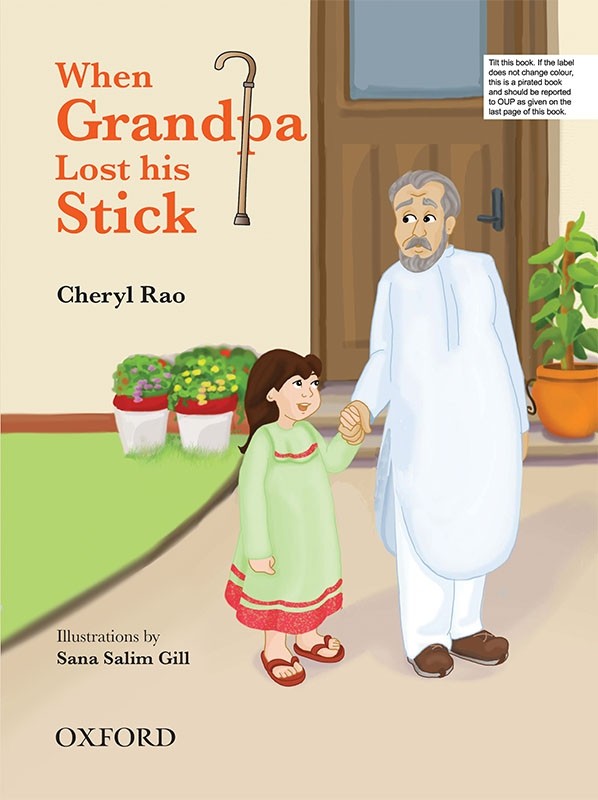 When
Grandpa
Lost his
Stick
Tilt this book. If the label
does not change colour,
this is a pirated book
and should be reported
to OUP as given on the
last page of this book.
Cheryl Rao
Illustrations by
Sana Salim Gill
OXFORD